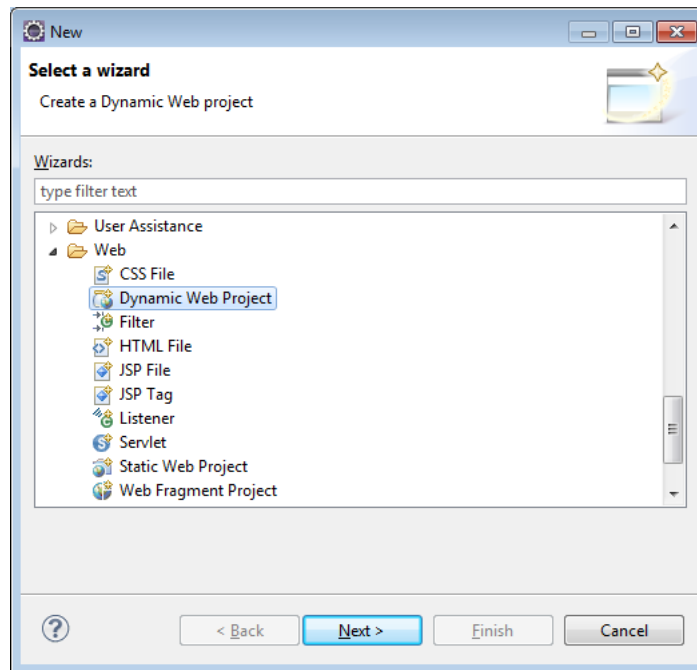 New
Select a wizard
Create a Dynamic Web project
Wizards:
type filter text
User Assistance
Web
CSS File
Dynamic Web Project
Filter
HTML File
JSP File
JSP Tag
Listener
Servlet
Static Web Project
Web Fragment Project
< Back Next > Finish Cancel